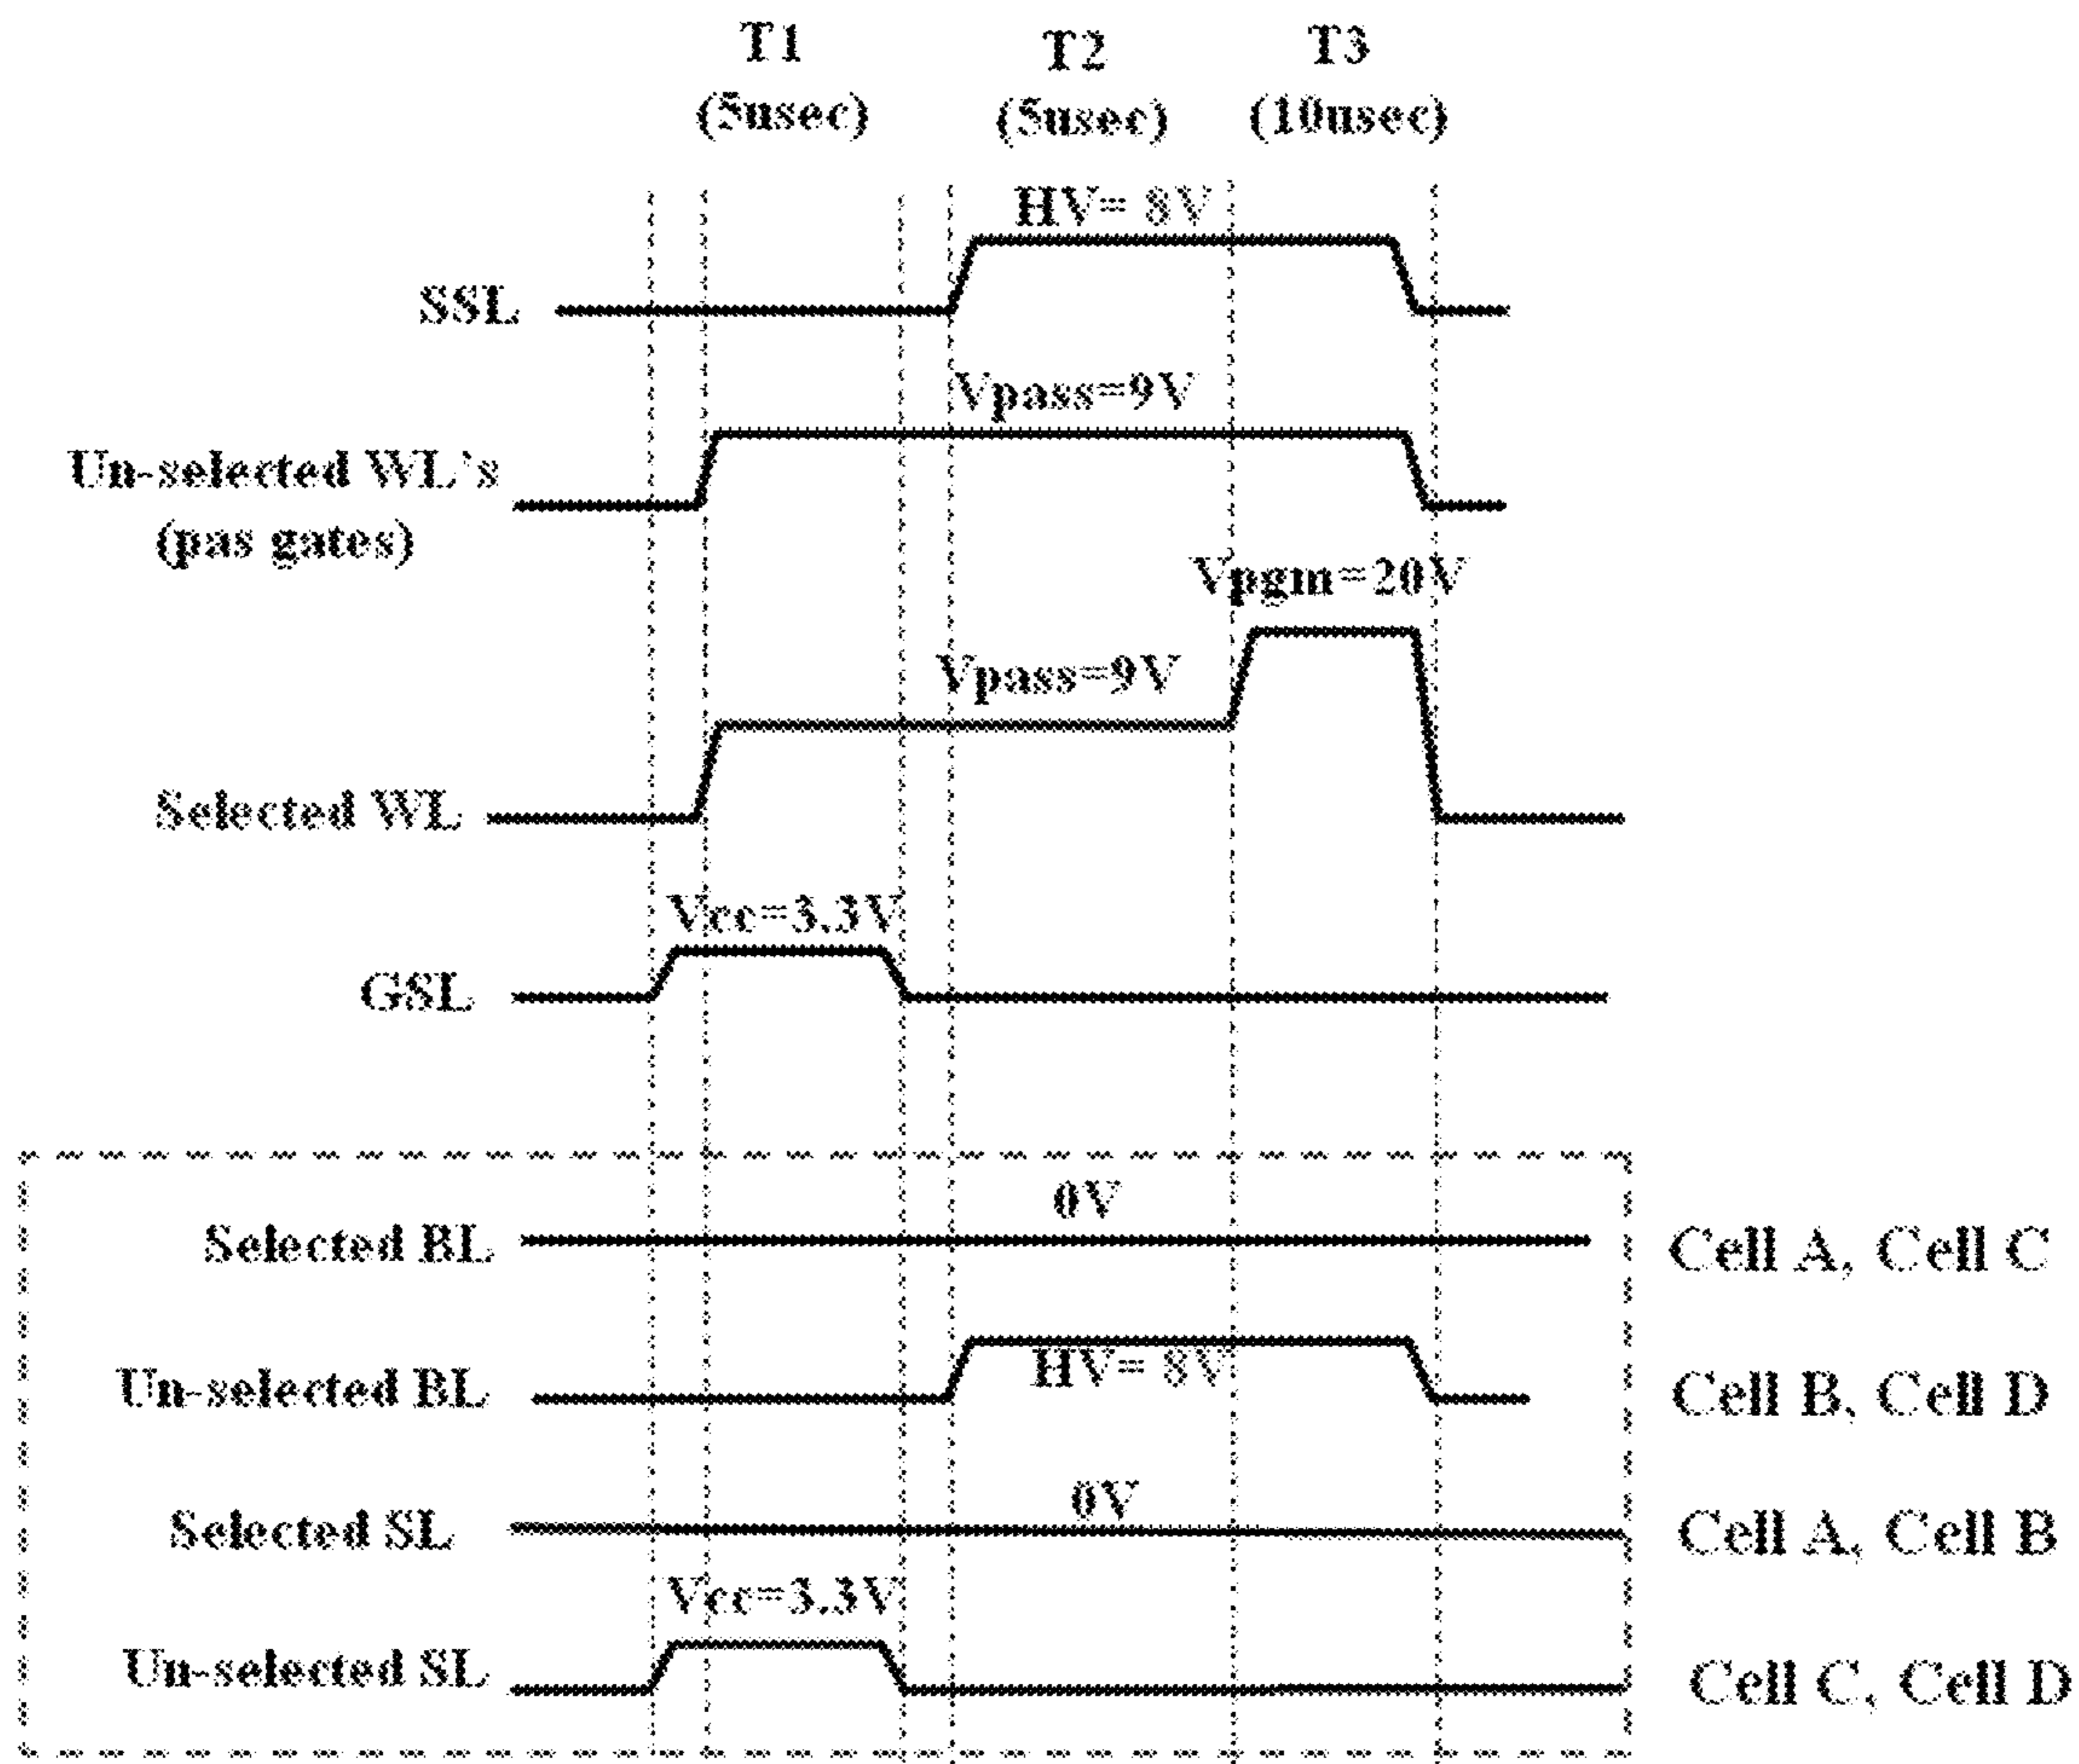 T1 T2 T3
(5usec) (5usec) (10usec)
HV= 8V
SSL
Vpass=9V
Un-selected WL's
(pas gates)
Vpgm=20V
Vpass=9V
Selected WL
Vcc=3.3V
GSL
0V
Selected BL Cell A, Cell C
Un-selected BL HV= 8V Cell B, Cell D
0V
Selected SL Cell A, Cell B
Vcc=3.3V
Un-selected SL Cell C, Cell D